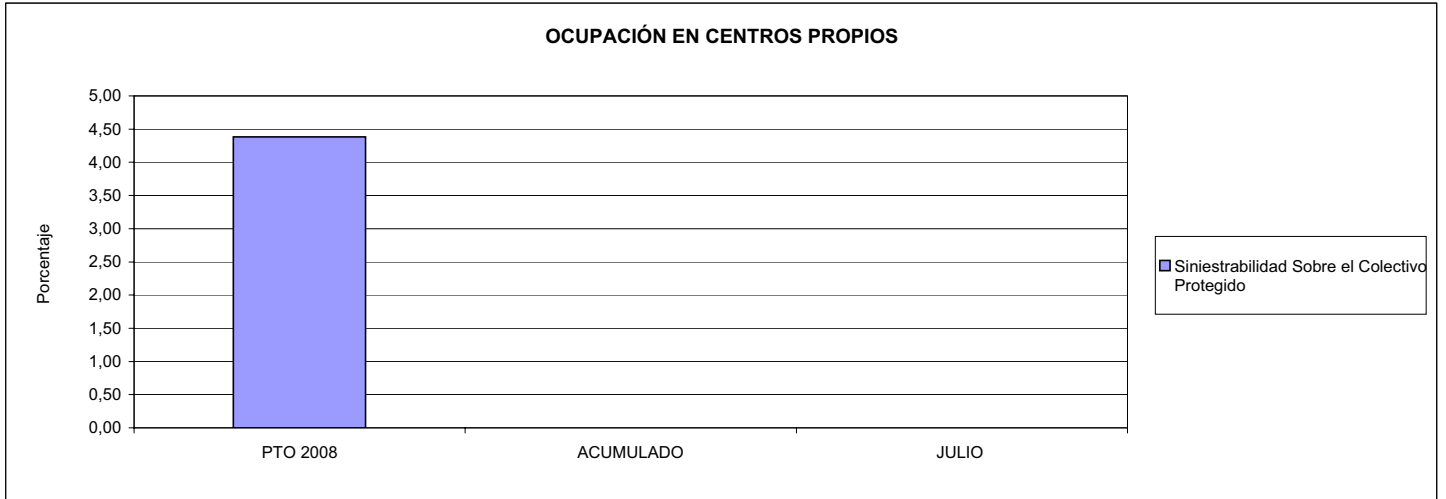 OCUPACIÓN EN CENTROS PROPIOS
5,00
4,50
4,00
3,50
3,00
2,50
2,00
1,50
1,00
0,50
0,00
Porcentaje
PTO 2008
ACUMULADO
JULIO
Siniestrabilidad Sobre el Colectivo
Protegido